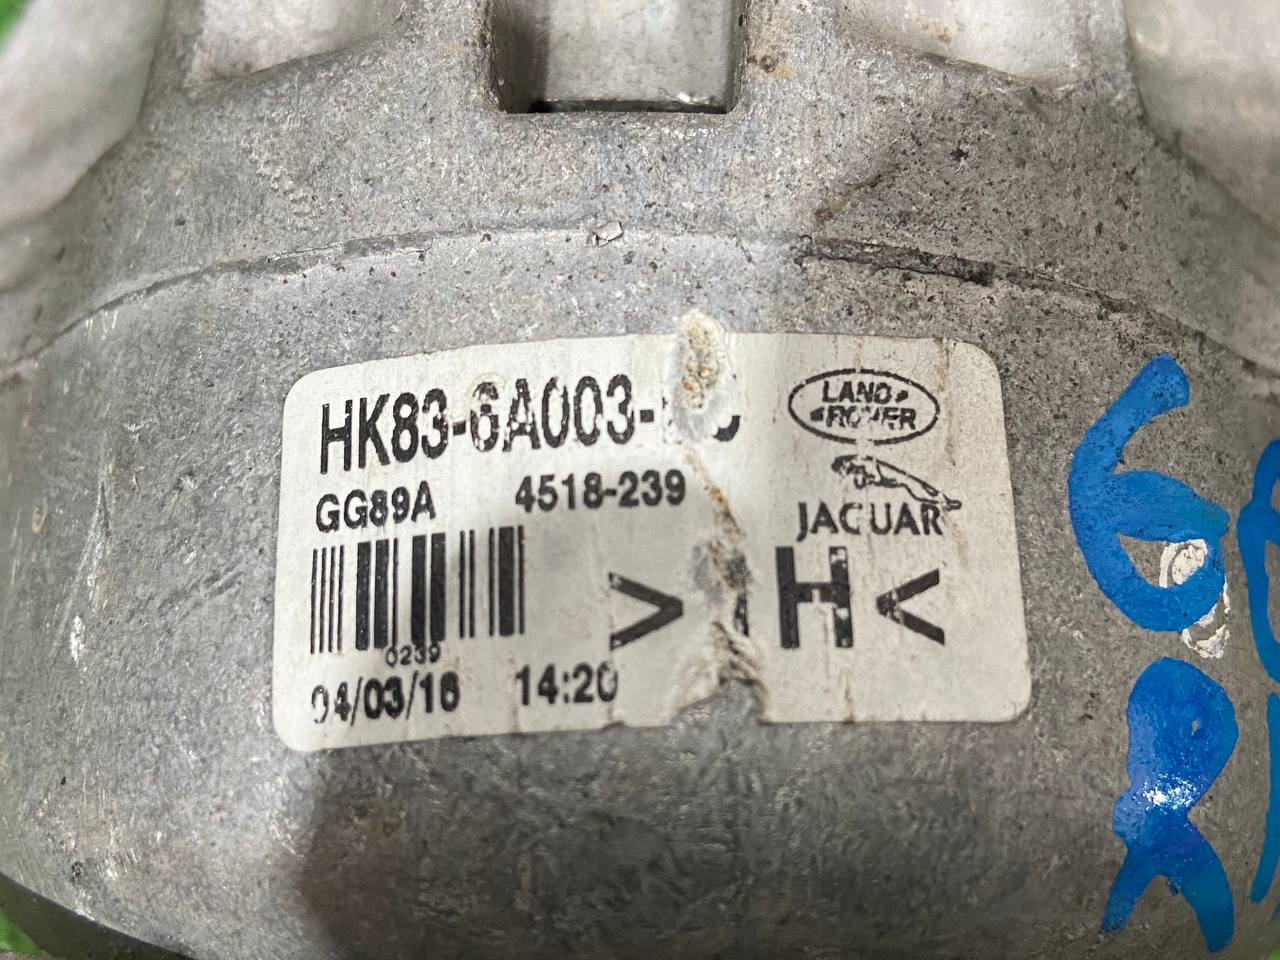 HK83-6A003-
LAND
ROVER
GG89A 4518-239
JAGUAR
> H <
0239
04/03/16 14:20